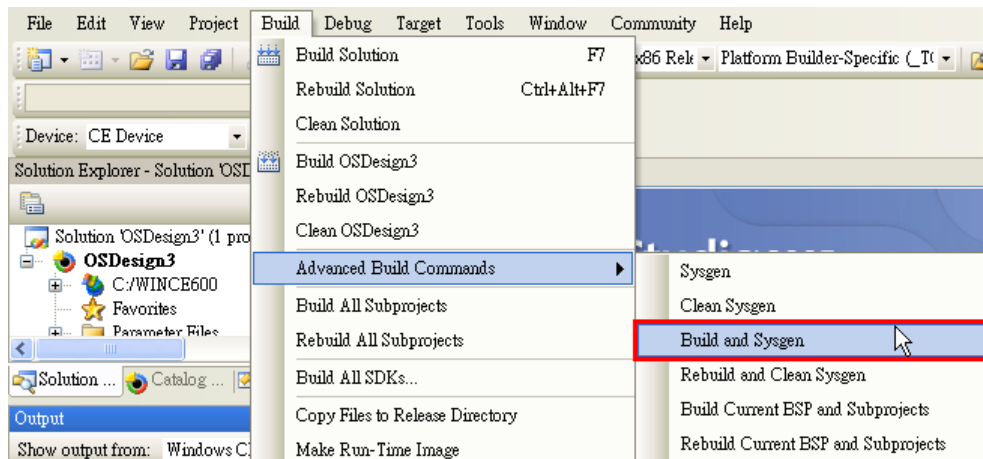 File Edit View Project Build Debug Target Tools Window Community Help
Build Solution F7
x86 Rele Platform Builder-Specific (_T(
Rebuild Solution Ctrl+Alt+F7
Clean Solution
Device: CE Device
Build OSDesign3
Solution Explorer - Solution 'OSD
Rebuild OSDesign3
Clean OSDesign3
Solution 'OSDesign3' (1 pro
OSDesign3
Advanced Build Commands
Sysgen
C:/WINCE600
Build All Subprojects
Clean Sysgen
Favorites
Parameter Files
Rebuild All Subprojects
Build and Sysgen
Solution ... Catalog ...
Build All SDKs...
Rebuild and Clean Sysgen
Output
Copy Files to Release Directory
Build Current BSP and Subprojects
Show output from: Windows C
Make Run-Time Image
Rebuild Current BSP and Subprojects